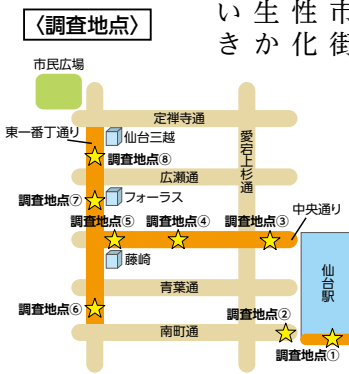 い性市
き生化街
か
〈調査地点〉
市民広場
定禅寺通
東一番丁通り
仙台三越
調査地点⑧
愛宕上杉通
広瀬通
調査地点⑦
フォーラス
中央通り
調査地点⑤
調査地点④
調査地点③
藤崎
仙台駅
青葉通
調査地点⑥
調査地点②
南町通
調査地点①